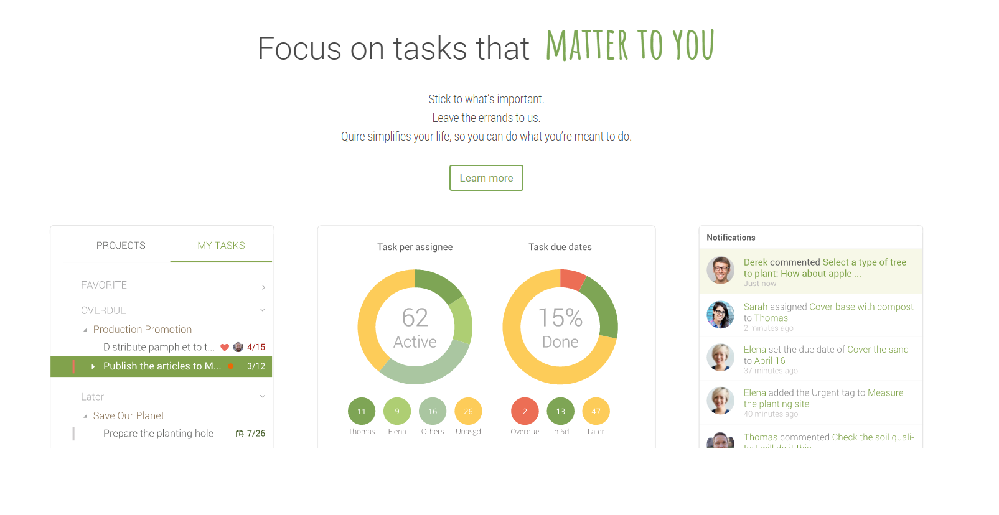 Focus on tasks that MATTER TO YOU
Stick to what's important.
Leave the errands to us.
Quire simplifies your life, so you can do what you're meant to do.
Learn more
PROJECTS MY TASKS
FAVORITE
OVERDUE
Production Promotion
Distribute pamphlet to t... 4/15
Publish the articles to M... 3/12
Later
Save Our Planet
Prepare the planting hole 7/26
Task per assignee
62
Active
11 9 16 26
Thomas Elena Others Unasgd
Task due dates
15%
Done
2 13 47
Overdue In 5d Later
Notifications
Derek commented Select a type of tree
to plant: How about apple ...
Just now
Sarah assigned Cover base with compost
to Thomas
2 minutes ago
Elena set the due date of Cover the sand
to April 16
37 minutes ago
Elena added the Urgent tag to Measure
the planting site
40 minutes ago
Thomas commented Check the soil quali-
ty: I will do it this